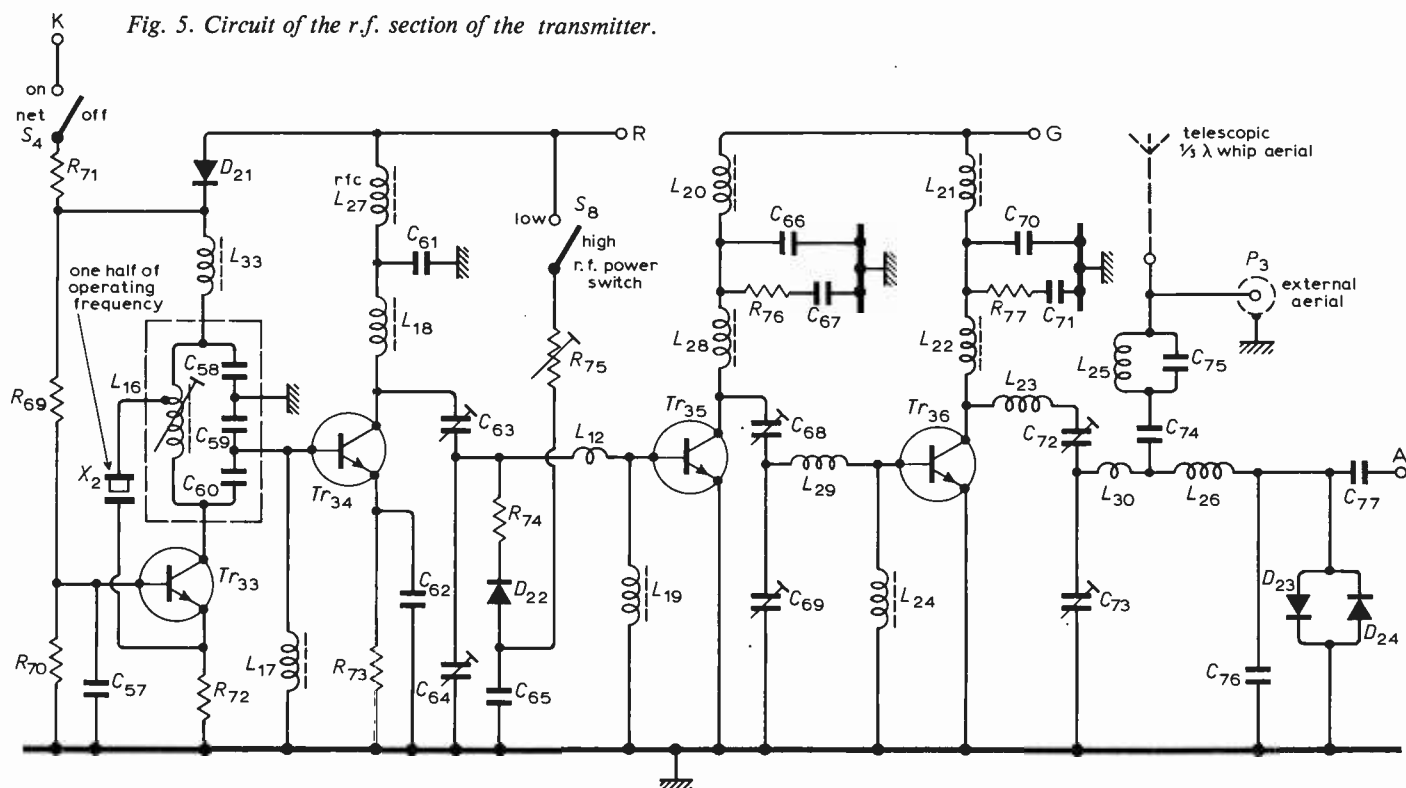 Fig. 5. Circuit of the r.f. section of the transmitter.
K
on
net off
S4
R71
D21
R
rfc
L27
low
S8
high
r.f. power
switch
L20
C66
R76
C67
G
L21
C70
R77
C71
telescopic
⅓ λ whip aerial
P3
external
aerial
L33
one half of
operating
frequency
C61
L18
R75
L28
L22
L25
C75
R69
L16
C58
C59
C60
X2
Tr34
C63
L12
Tr35
C68
L29
Tr36
L23
C72
C74
L30
L26
C77
A
Tr33
R74
D22
R70
C57
R72
L17
R73
C62
C64
C65
L19
C69
L24
C73
C76
D23
D24